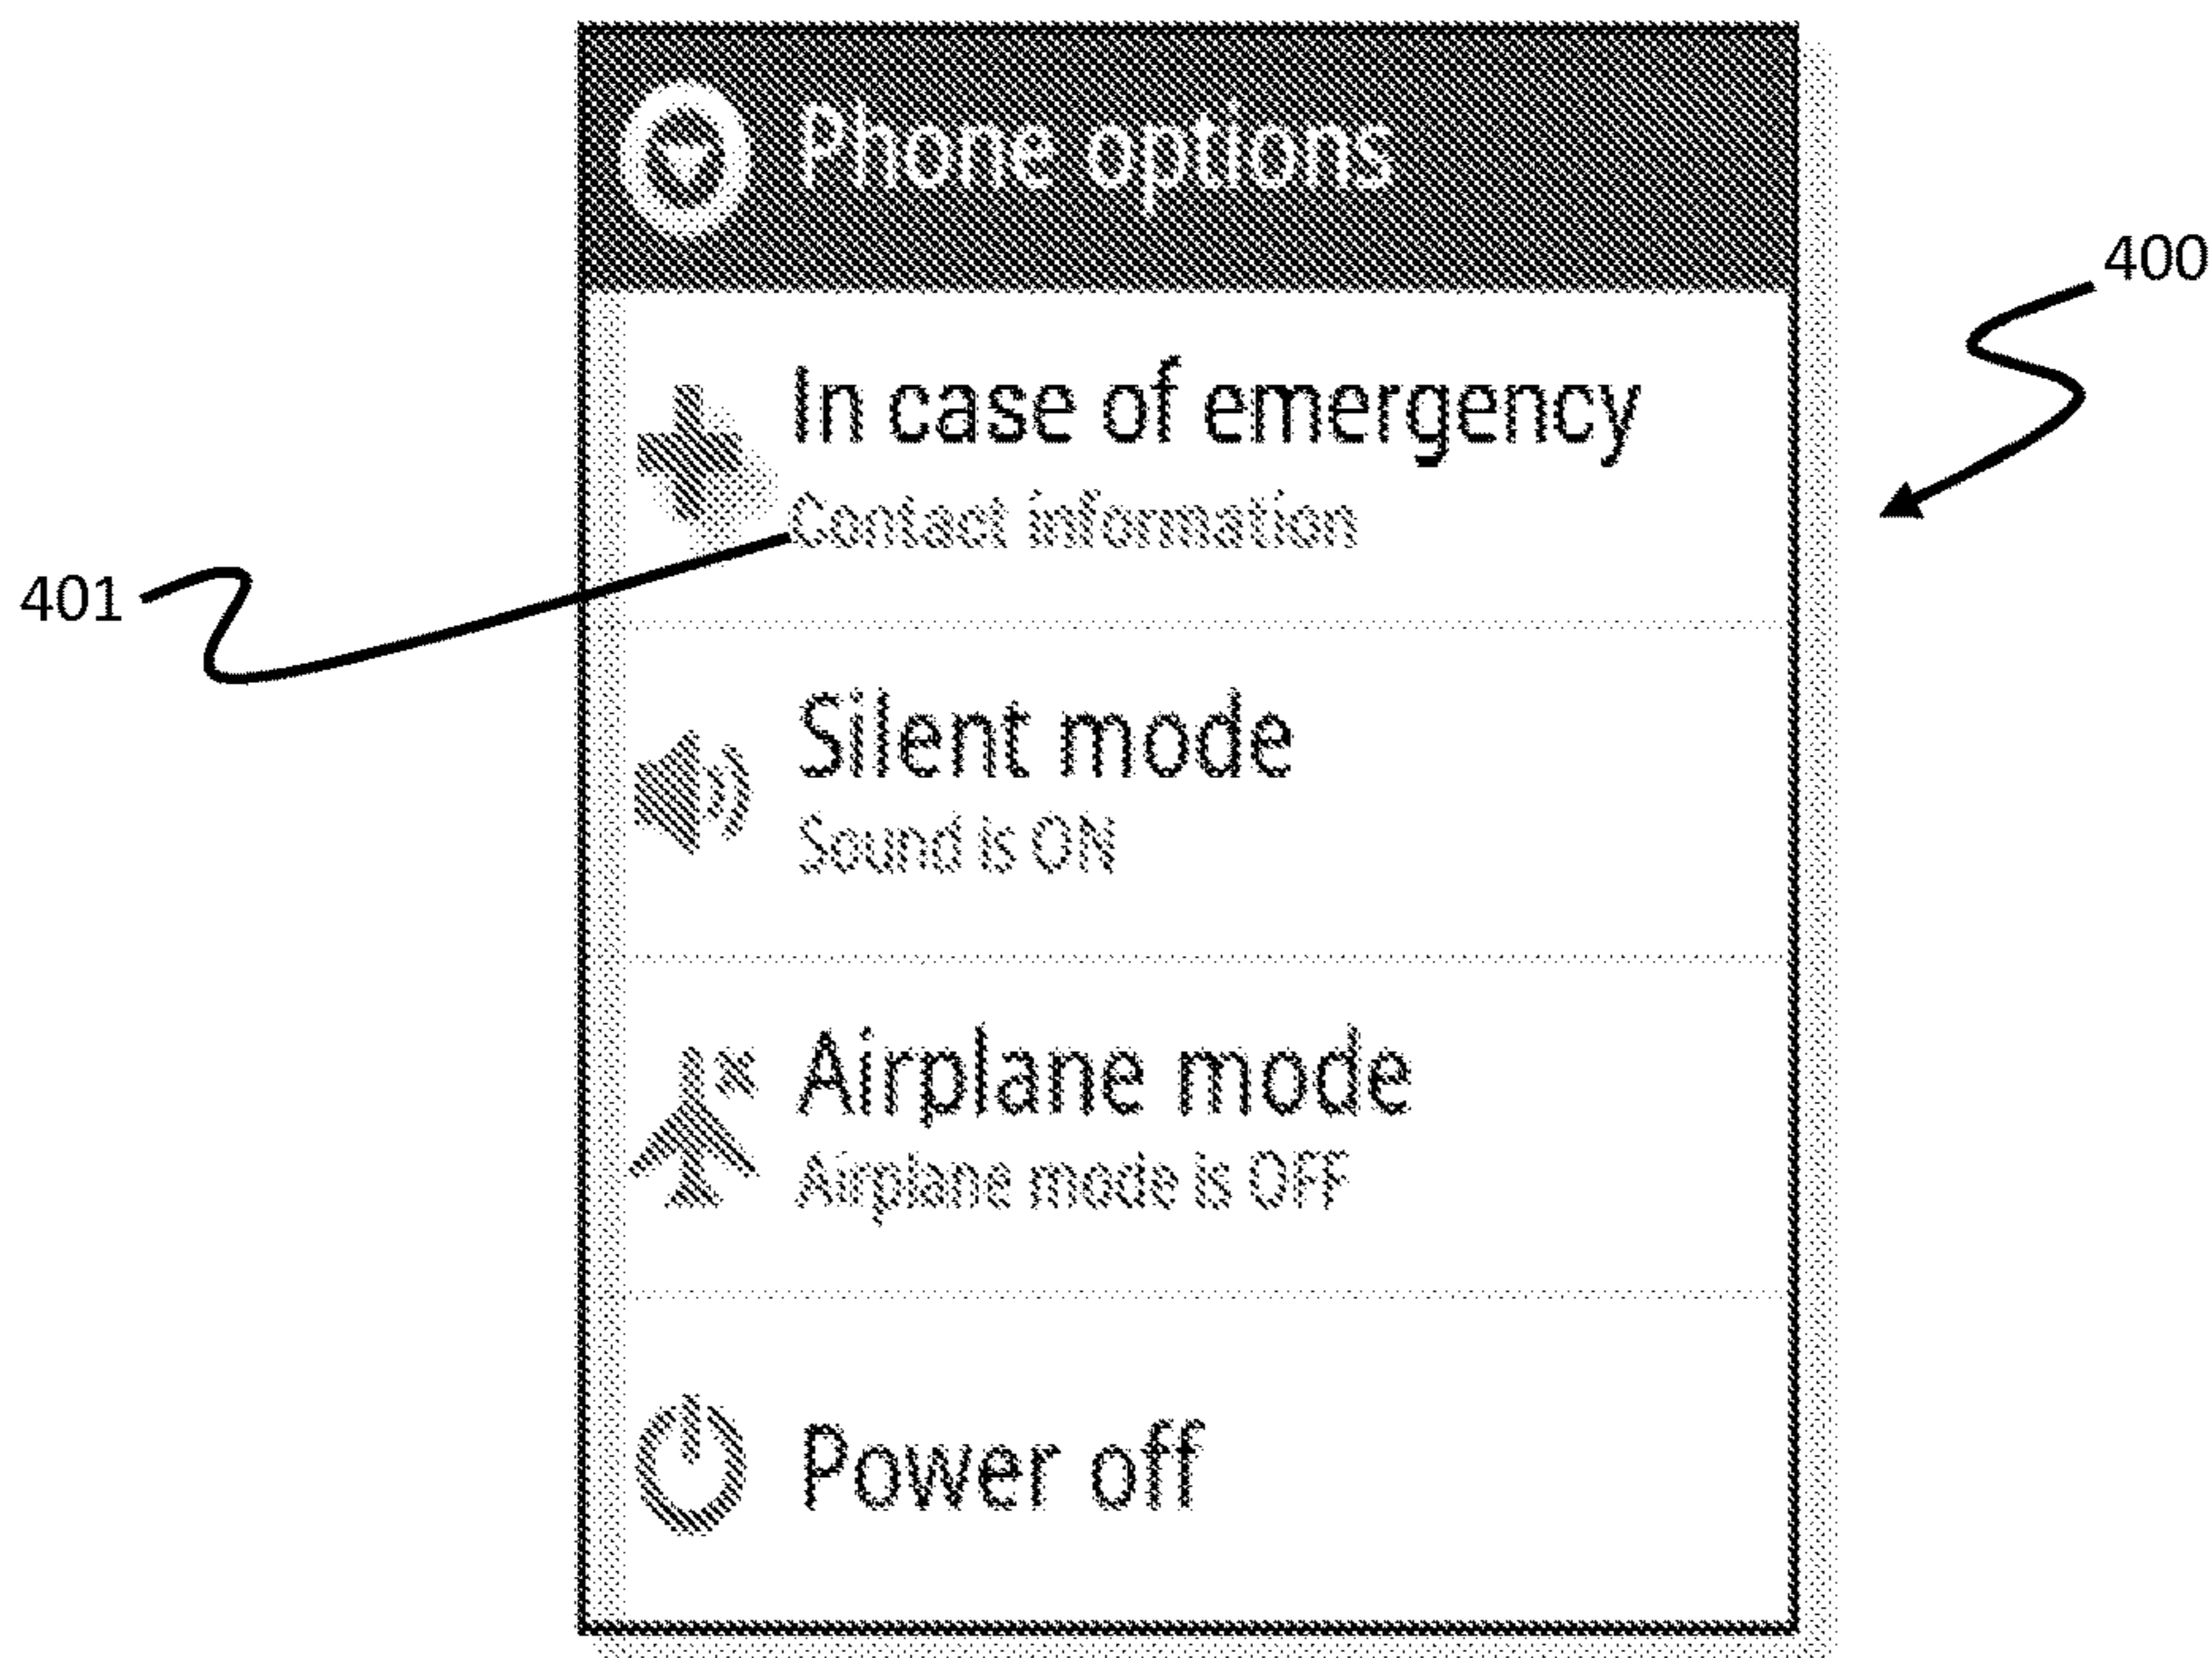 Phone options
400
In case of emergency
Contact information
401
Silent mode
Sound is ON
Airplane mode
Airplane mode is OFF
Power off